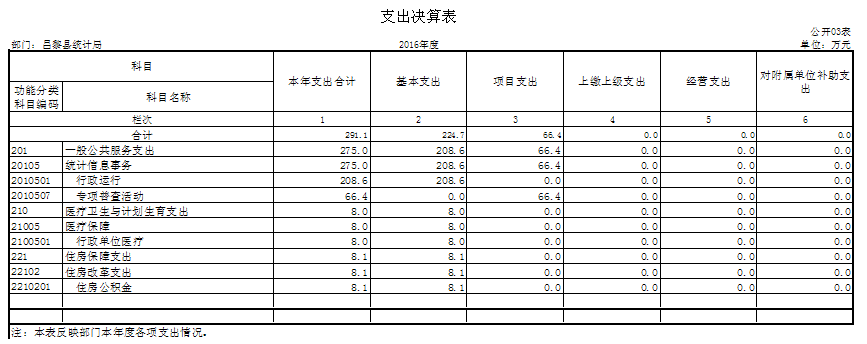 支出决算表
公开03表
部门：昌黎县统计局 2016年度 单位：万元
科目 本年支出合计 基本支出 项目支出 上缴上级支出 经营支出 对附属单位补助支出
功能分类科目编码 科目名称
栏次 1 2 3 4 5 6
合计 291.1 224.7 66.4 0.0 0.0 0.0
201 一般公共服务支出 275.0 208.6 66.4 0.0 0.0 0.0
20105 统计信息事务 275.0 208.6 66.4 0.0 0.0 0.0
2010501 行政运行 208.6 208.6 0.0 0.0 0.0 0.0
2010507 专项普查活动 66.4 0.0 66.4 0.0 0.0 0.0
210 医疗卫生与计划生育支出 8.0 8.0 0.0 0.0 0.0 0.0
21005 医疗保障 8.0 8.0 0.0 0.0 0.0 0.0
2100501 行政单位医疗 8.0 8.0 0.0 0.0 0.0 0.0
221 住房保障支出 8.1 8.1 0.0 0.0 0.0 0.0
22102 住房改革支出 8.1 8.1 0.0 0.0 0.0 0.0
2210201 住房公积金 8.1 8.1 0.0 0.0 0.0 0.0
注：本表反映部门本年度各项支出情况。